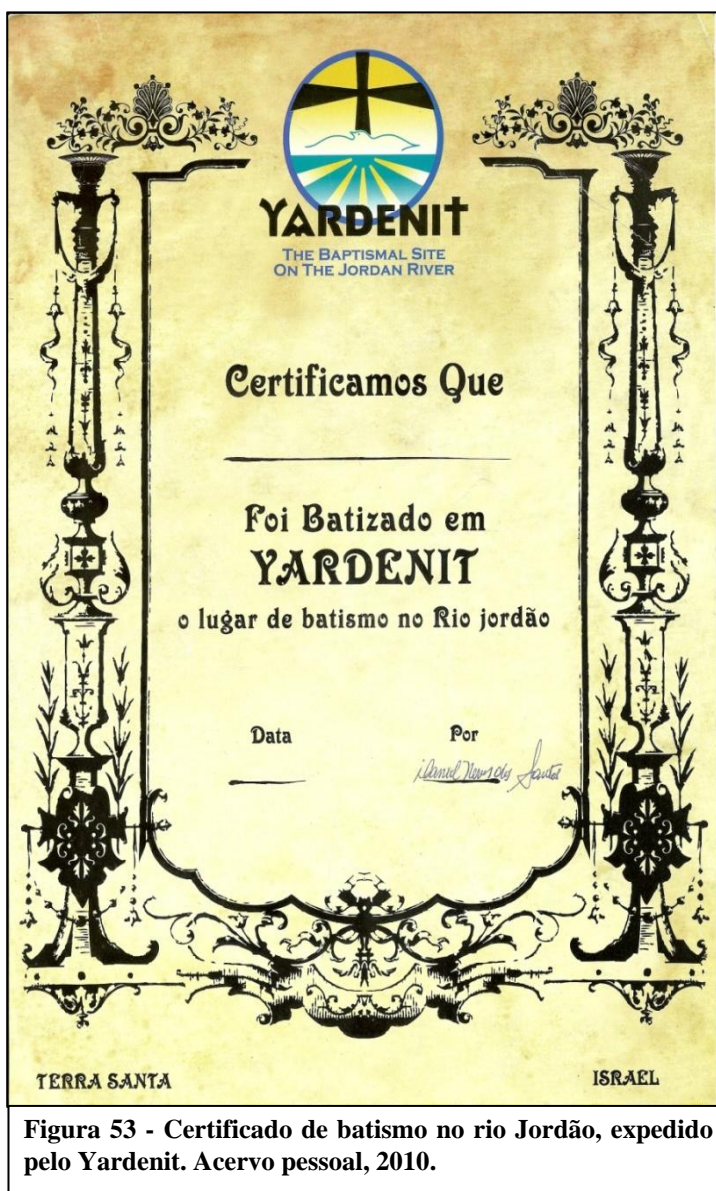 YARDENIT
THE BAPTISMAL SITE
ON THE JORDAN RIVER
Certificamos Que
Foi Batizado em
YARDENIT
o lugar de batismo no Rio jordão
Data Por
Santos
TERRA SANTA ISRAEL
Figura 53 - Certificado de batismo no rio Jordão, expedido
pelo Yardenit. Acervo pessoal, 2010.